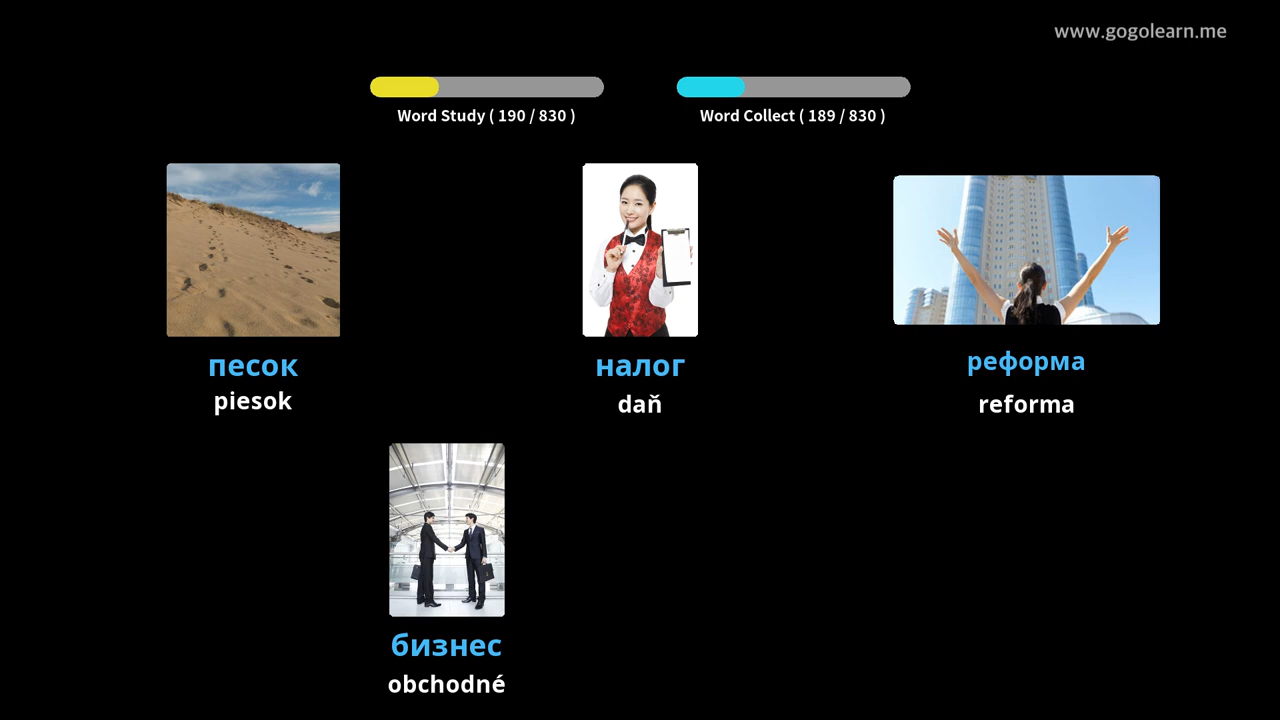 www.gogolearn.me
Word Study ( 190 / 830 )
Word Collect ( 189 / 830 )
песок
налог
реформа
piesok
daň
reforma
бизнес
obchodné